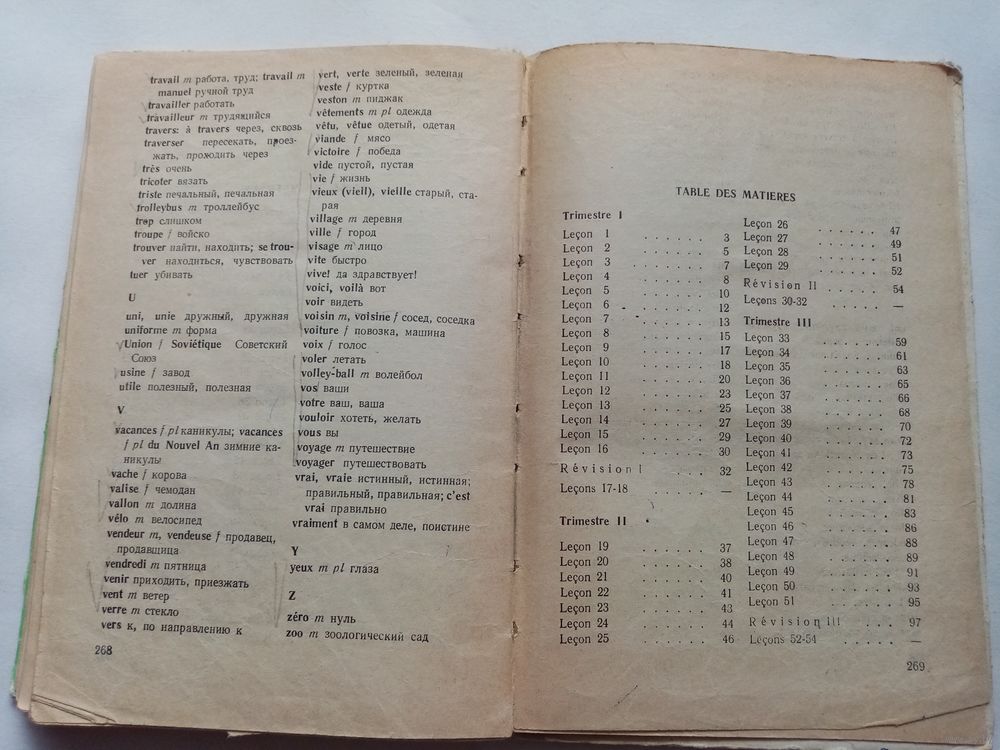 travail m работа, труд; travail m
manuel ручной труд
travailler работать
travailleur m трудящийся
travers: à travers через, сквозь
traverser пересекать, проез-
жать, проходить через
très очень
tricoter вязать
triste печальный, печальная
trolleybus m троллейбус
trop слишком
troupe f войско
trouver найти, находить; se trou-
ver находиться, чувствовать
tuer убивать
U
uni, unie дружный, дружная
uniforme m форма
Union f Soviétique Советский
Союз
usine f завод
utile полезный, полезная
V
vacances f pl каникулы; vacances
f pl du Nouvel An зимние ка-
никулы
vache f корова
valise f чемодан
vallon m долина
vélo m велосипед
vendeur m, vendeuse f продавец,
продавщица
vendredi m пятница
venir приходить, приезжать
vent m ветер
verre m стекло
vers к, по направлению к
268
vert, verte зеленый, зеленая
veste f куртка
veston m пиджак
vêtements m pl одежда
vêtu, vêtue одетый, одетая
viande f мясо
victoire f победа
vide пустой, пустая
vie f жизнь
vieux (vieil), vieille старый, ста-
рая
village m деревня
ville f город
visage m лицо
vite быстро
vive! да здравствует!
voici, voilà вот
voir видеть
voisin m, voisine f сосед, соседка
voiture f повозка, машина
voix f голос
voler летать
volley-ball m волейбол
vos ваши
votre ваш, ваша
vouloir хотеть, желать
vous вы
voyage m путешествие
voyager путешествовать
vrai, vraie истинный, истинная;
правильный, правильная; c'est
vrai правильно
vraiment в самом деле, поистине
Y
yeux m pl глаза
Z
zéro m нуль
zoo m зоологический сад
TABLE DES MATIERES
Trimestre I
Leçon 1 . . . . . . 3
Leçon 2 . . . . . . 5
Leçon 3 . . . . . . 7
Leçon 4 . . . . . . 8
Leçon 5 . . . . . . 10
Leçon 6 . . . . . . 12
Leçon 7 . . . . . . 13
Leçon 8 . . . . . . 15
Leçon 9 . . . . . . 17
Leçon 10 . . . . . . 18
Leçon 11 . . . . . . 20
Leçon 12 . . . . . . 23
Leçon 13 . . . . . . 25
Leçon 14 . . . . . . 27
Leçon 15 . . . . . . 29
Leçon 16 . . . . . . 30
Révision I . . . . 32
Leçons 17-18 . . . . . . —
Trimestre II
Leçon 19 . . . . . . 37
Leçon 20 . . . . . . 38
Leçon 21 . . . . . . 40
Leçon 22 . . . . . . 41
Leçon 23 . . . . . . 43
Leçon 24 . . . . . . 44
Leçon 25 . . . . . . 46
Leçon 26 . . . . . . 47
Leçon 27 . . . . . . 49
Leçon 28 . . . . . . 51
Leçon 29 . . . . . . 52
Révision II . . . . 54
Leçons 30-32 . . . . . . —
Trimestre III
Leçon 33 . . . . . . 59
Leçon 34 . . . . . . 61
Leçon 35 . . . . . . 63
Leçon 36 . . . . . . 65
Leçon 37 . . . . . . 66
Leçon 38 . . . . . . 68
Leçon 39 . . . . . . 70
Leçon 40 . . . . . . 72
Leçon 41 . . . . . . 73
Leçon 42 . . . . . . 75
Leçon 43 . . . . . . 78
Leçon 44 . . . . . . 81
Leçon 45 . . . . . . 83
Leçon 46 . . . . . . 86
Leçon 47 . . . . . . 88
Leçon 48 . . . . . . 89
Leçon 49 . . . . . . 91
Leçon 50 . . . . . . 93
Leçon 51 . . . . . . 95
Révision III . . . 97
Leçons 52-54 . . . . —
269